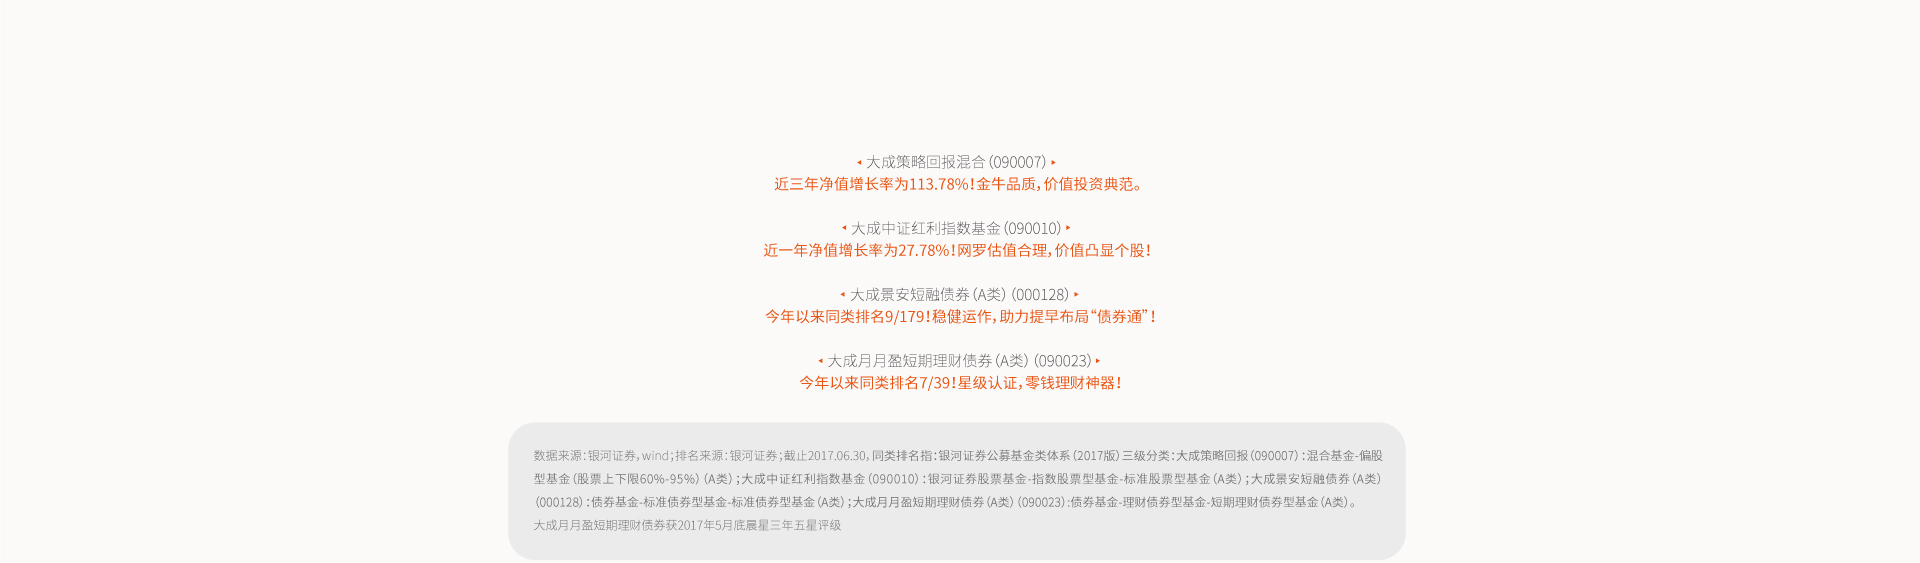 大成策略回报混合（090007）
近三年净值增长率为113.78%！金牛品质，价值投资典范。
大成中证红利指数基金（090010）
近一年净值增长率为27.78%！网罗估值合理，价值凸显个股！
大成景安短融债券（A类）（000128）
今年以来同类排名9/179！稳健运作，助力提早布局“债券通”！
大成月月盈短期理财债券（A类）（090023）
今年以来同类排名7/39！星级认证，零钱理财神器！
数据来源：银河证券，wind；排名来源：银河证券；截止2017.06.30，同类排名指：银河证券公募基金类体系（2017版）三级分类：大成策略回报（090007）：混合基金-偏股
型基金（股票上下限60%-95%）（A类）；大成中证红利指数基金（090010）：银河证券股票基金-指数股票型基金-标准股票型基金（A类）；大成景安短融债券（A类）
（000128）：债券基金-标准债券型基金-标准债券型基金（A类）；大成月月盈短期理财债券（A类）（090023）：债券基金-理财债券型基金-短期理财债券型基金（A类）。
大成月月盈短期理财债券获2017年5月底晨星三年五星评级